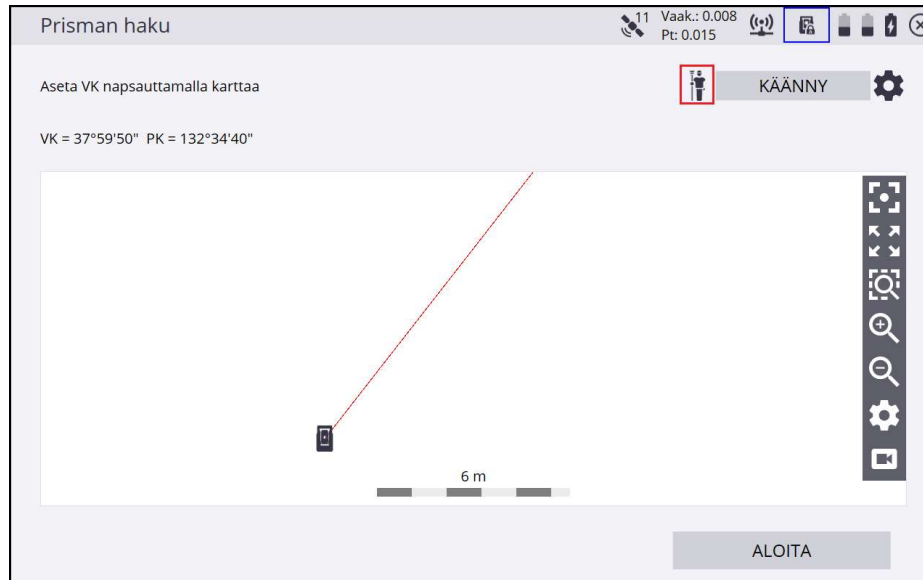 Prisman haku
11
Vaak.: 0.008
Pt: 0.015
Aseta VK napsauttamalla karttaa
KÄÄNNY
VK = 37°59'50" PK = 132°34'40"
6 m
ALOITA